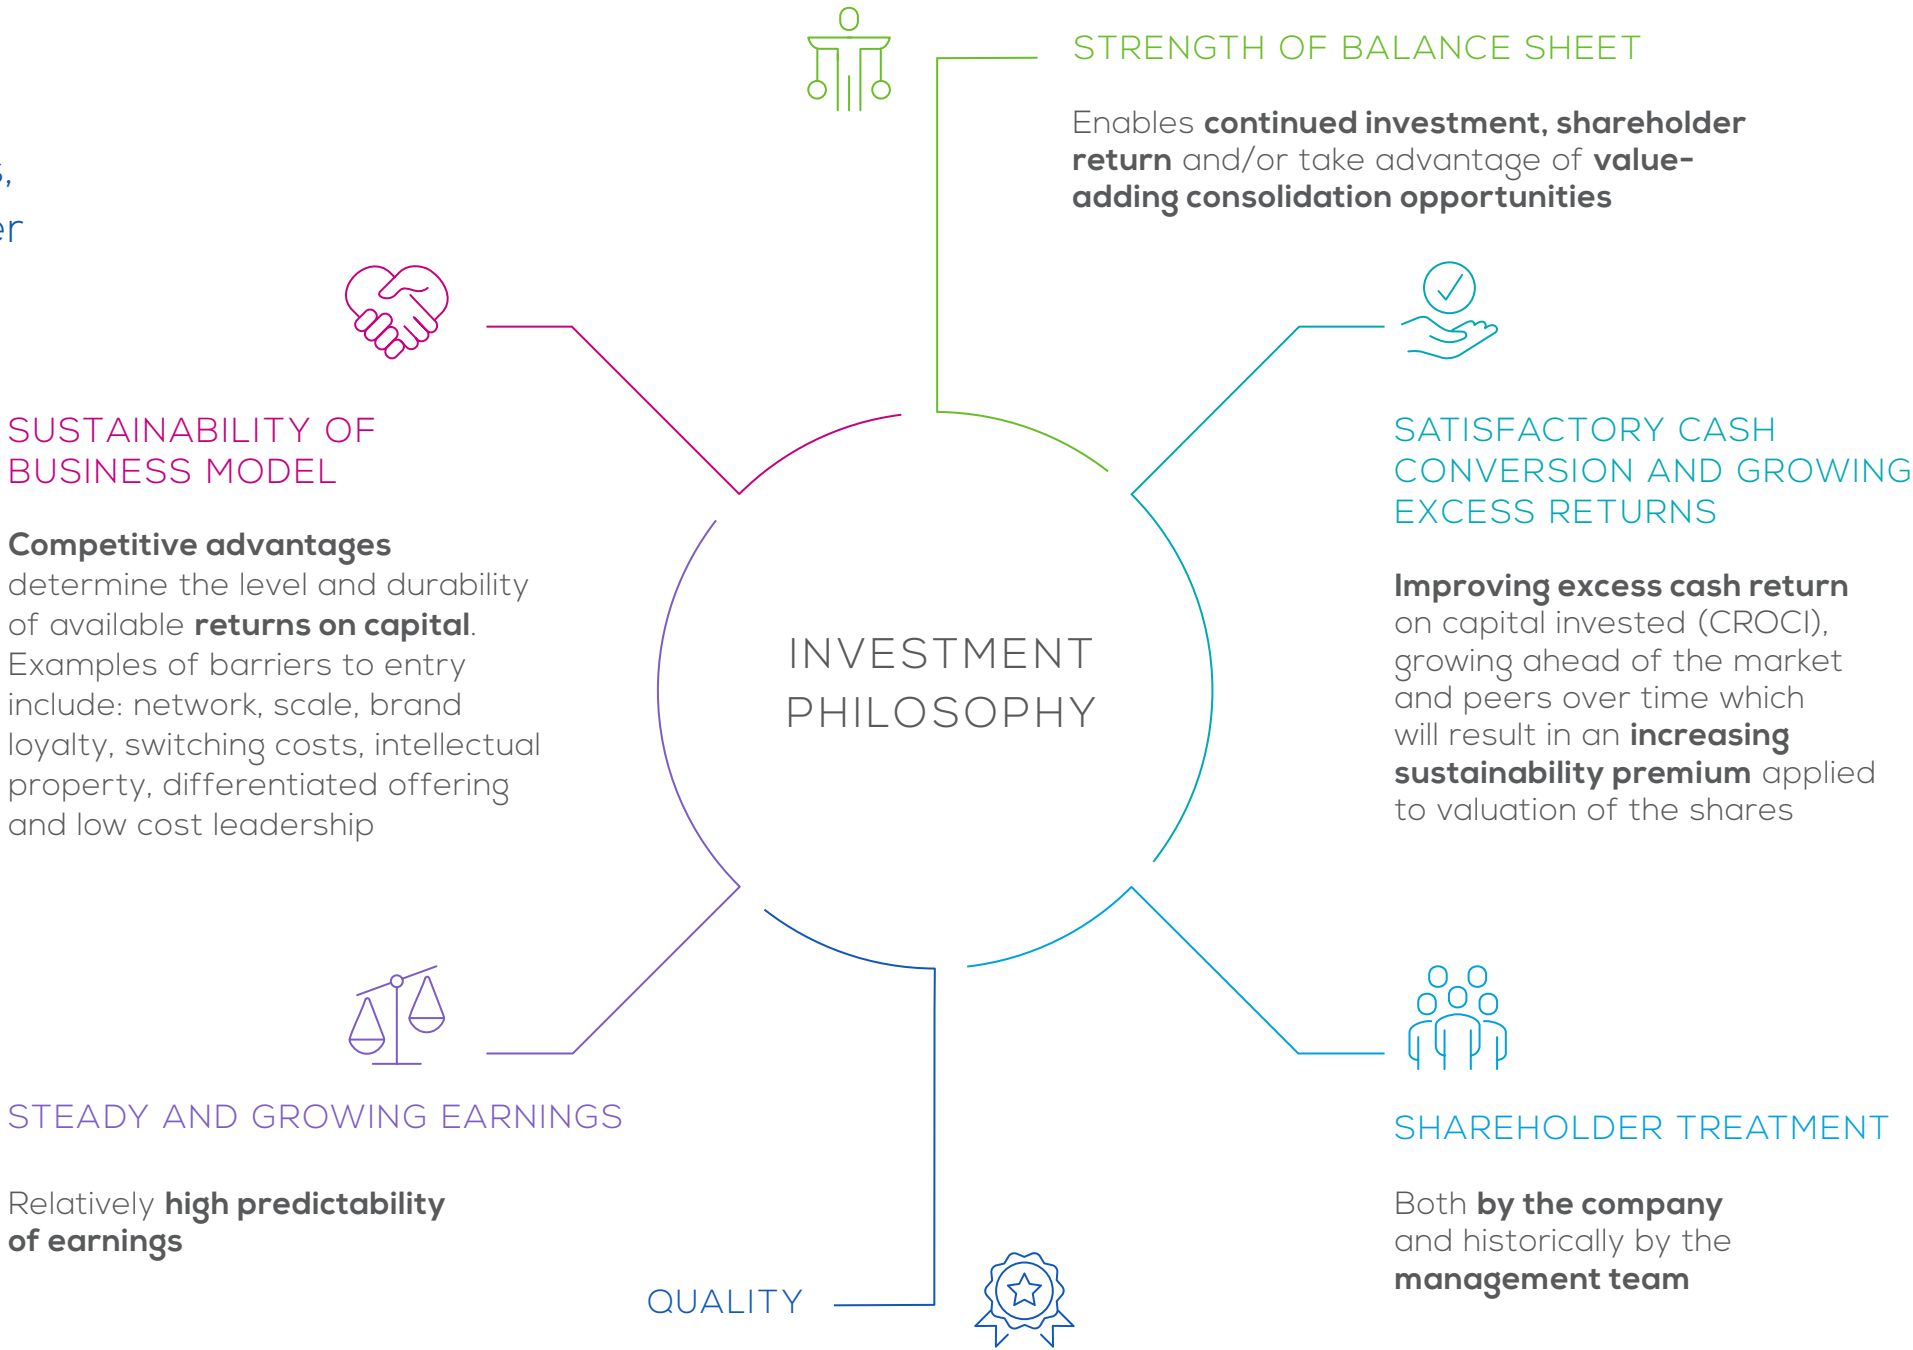 STRENGTH OF BALANCE SHEET
Enables continued investment, shareholder
return and/or take advantage of value-
adding consolidation opportunities
SUSTAINABILITY OF
BUSINESS MODEL
Competitive advantages
determine the level and durability
of available returns on capital.
Examples of barriers to entry
include: network, scale, brand
loyalty, switching costs, intellectual
property, differentiated offering
and low cost leadership
SATISFACTORY CASH
CONVERSION AND GROWING
EXCESS RETURNS
Improving excess cash return
on capital invested (CROCI),
growing ahead of the market
and peers over time which
will result in an increasing
sustainability premium applied
to valuation of the shares
INVESTMENT
PHILOSOPHY
STEADY AND GROWING EARNINGS
Relatively high predictability
of earnings
SHAREHOLDER TREATMENT
Both by the company
and historically by the
management team
QUALITY